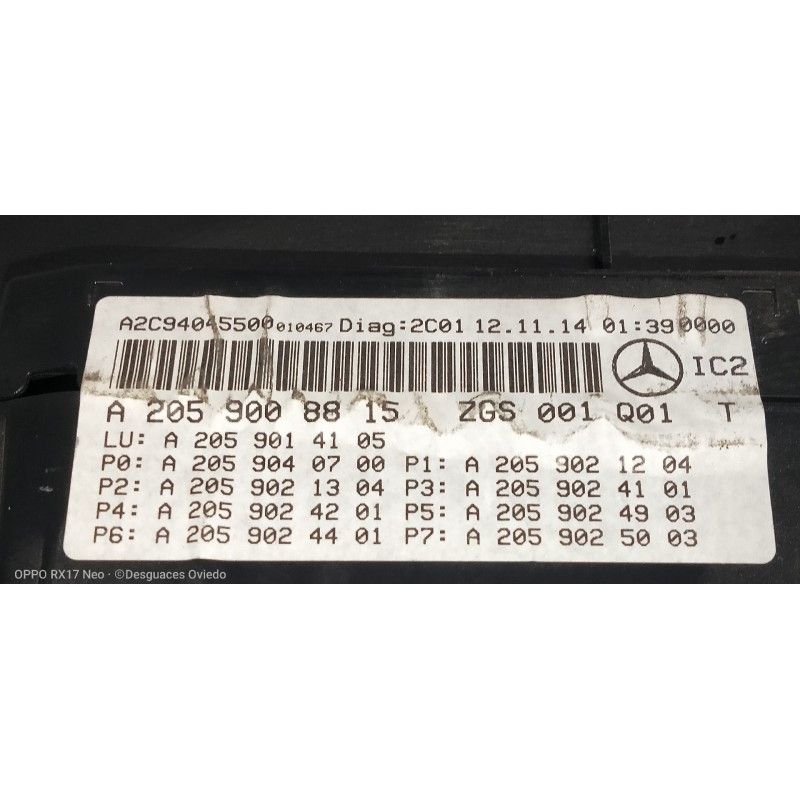 A2C94045500 010467 Diag:2C01 12.11.14 01:39 0000
IC2
A 205 900 88 15 ZGS 001 Q01 T
LU: A 205 901 41 05
P0: A 205 904 07 00 P1: A 205 902 12 04
P2: A 205 902 13 04 P3: A 205 902 41 01
P4: A 205 902 42 01 P5: A 205 902 49 03
P6: A 205 902 44 01 P7: A 205 902 50 03
OPPO RX17 Neo · ©Desguaces Oviedo